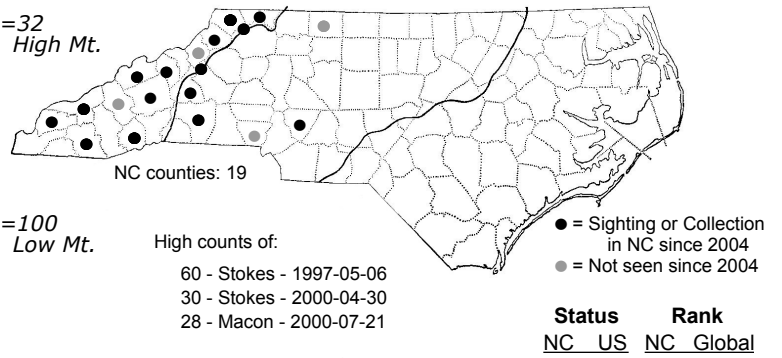 =32
High Mt.
NC counties: 19
=100
Low Mt.
High counts of:
60 - Stokes - 1997-05-06
30 - Stokes - 2000-04-30
28 - Macon - 2000-07-21
● = Sighting or Collection
in NC since 2004
● = Not seen since 2004
Status Rank
NC US NC Global